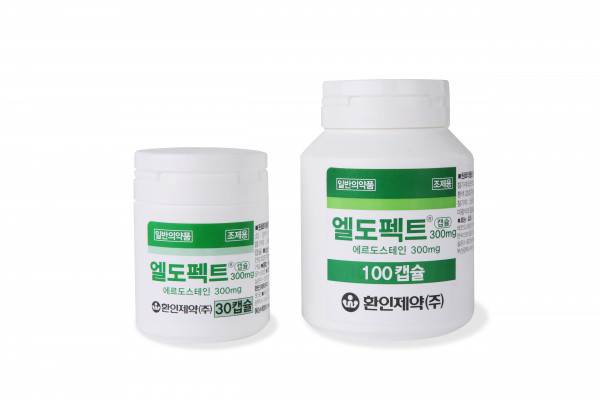 일반의약품 조제용
엘도펙트® 캡슐
300mg
에르도스테인 300mg
환인제약(주) 30캡슐
일반의약품 조제용
엘도펙트® 캡슐
300mg
에르도스테인 300mg
100캡슐
환인제약(주)